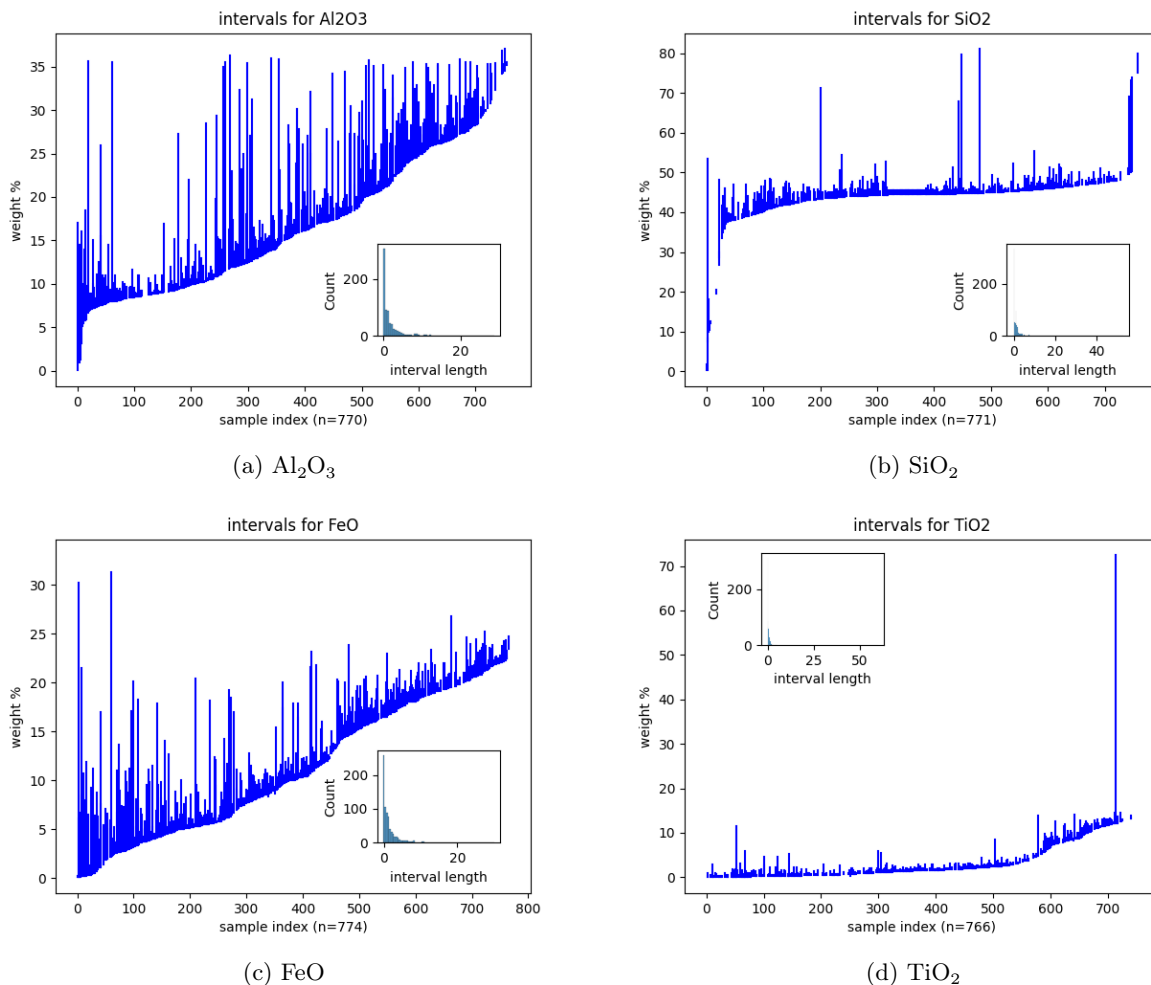 intervals for Al2O3
weight %
35
30
25
20
15
10
5
0
Count
200
0
0 20
interval length
0 100 200 300 400 500 600 700
sample index (n=770)
(a) Al₂O₃
intervals for SiO2
weight %
80
70
60
50
40
30
20
10
0
Count
200
0
0 20 40
interval length
0 100 200 300 400 500 600 700
sample index (n=771)
(b) SiO₂
intervals for FeO
weight %
30
25
20
15
10
5
0
Count
200
100
0
0 20
interval length
0 100 200 300 400 500 600 700 800
sample index (n=774)
(c) FeO
intervals for TiO2
weight %
70
60
50
40
30
20
10
0
Count
200
0
0 25 50
interval length
0 100 200 300 400 500 600 700
sample index (n=766)
(d) TiO₂